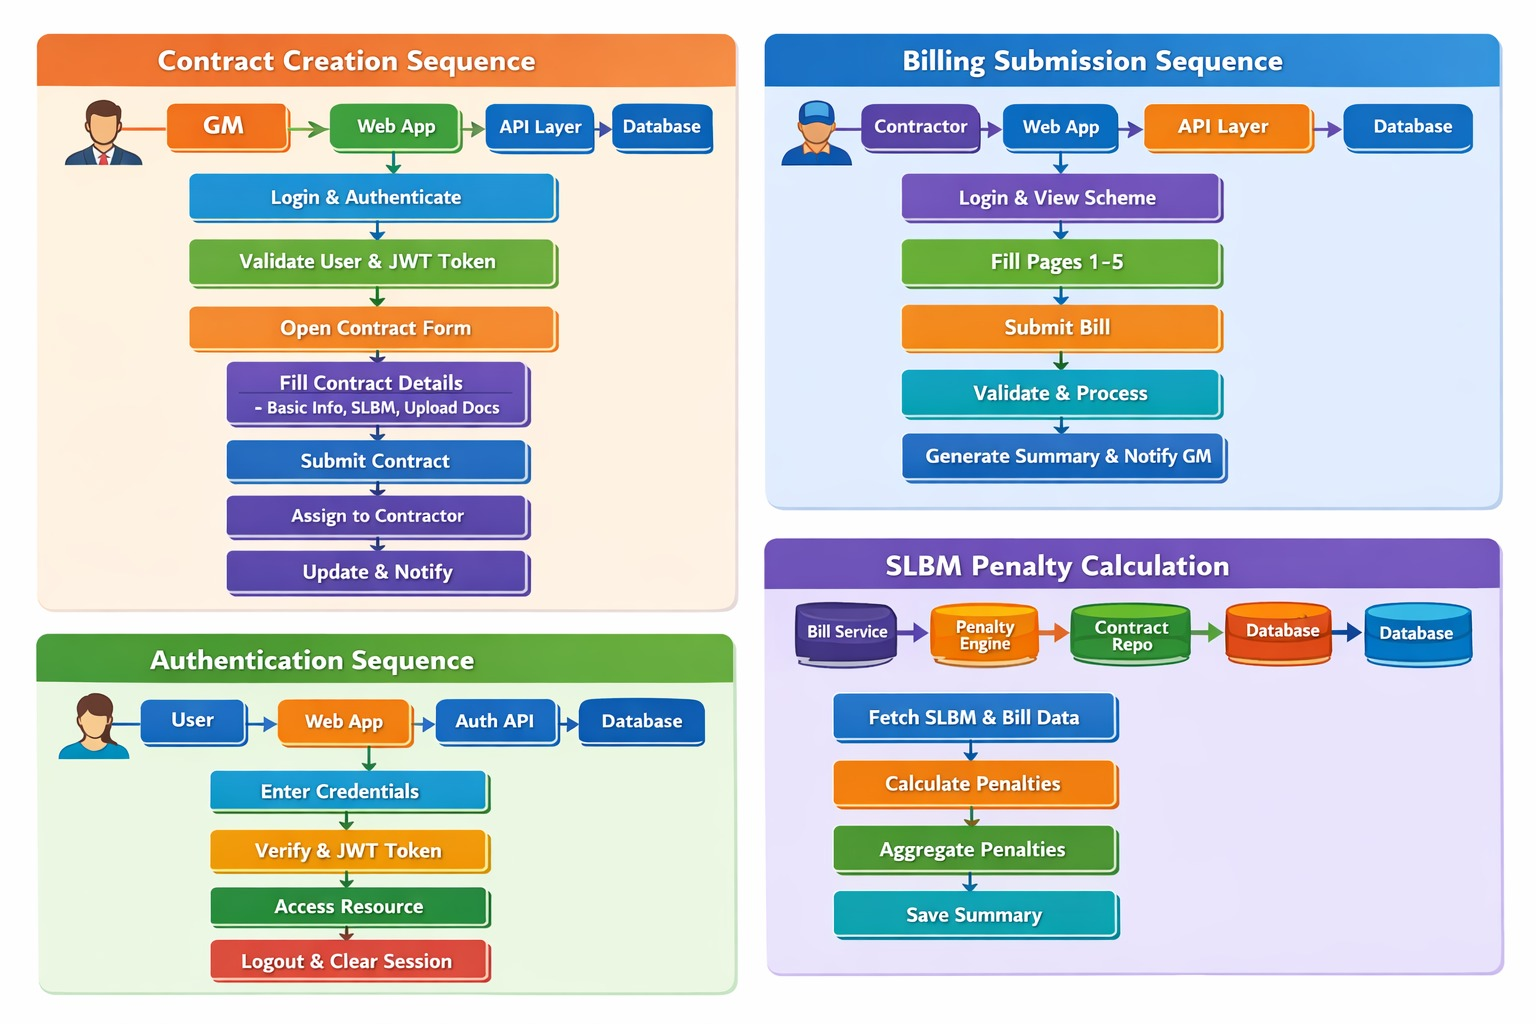 Contract Creation Sequence
GM
Web App
API Layer
Database
Login & Authenticate
Validate User & JWT Token
Open Contract Form
Fill Contract Details
- Basic Info, SLBM, Upload Docs
Submit Contract
Assign to Contractor
Update & Notify
Billing Submission Sequence
Contractor
Web App
API Layer
Database
Login & View Scheme
Fill Pages 1-5
Submit Bill
Validate & Process
Generate Summary & Notify GM
Authentication Sequence
User
Web App
Auth API
Database
Enter Credentials
Verify & JWT Token
Access Resource
Logout & Clear Session
SLBM Penalty Calculation
Bill Service
Penalty
Engine
Contract
Repo
Database
Database
Fetch SLBM & Bill Data
Calculate Penalties
Aggregate Penalties
Save Summary